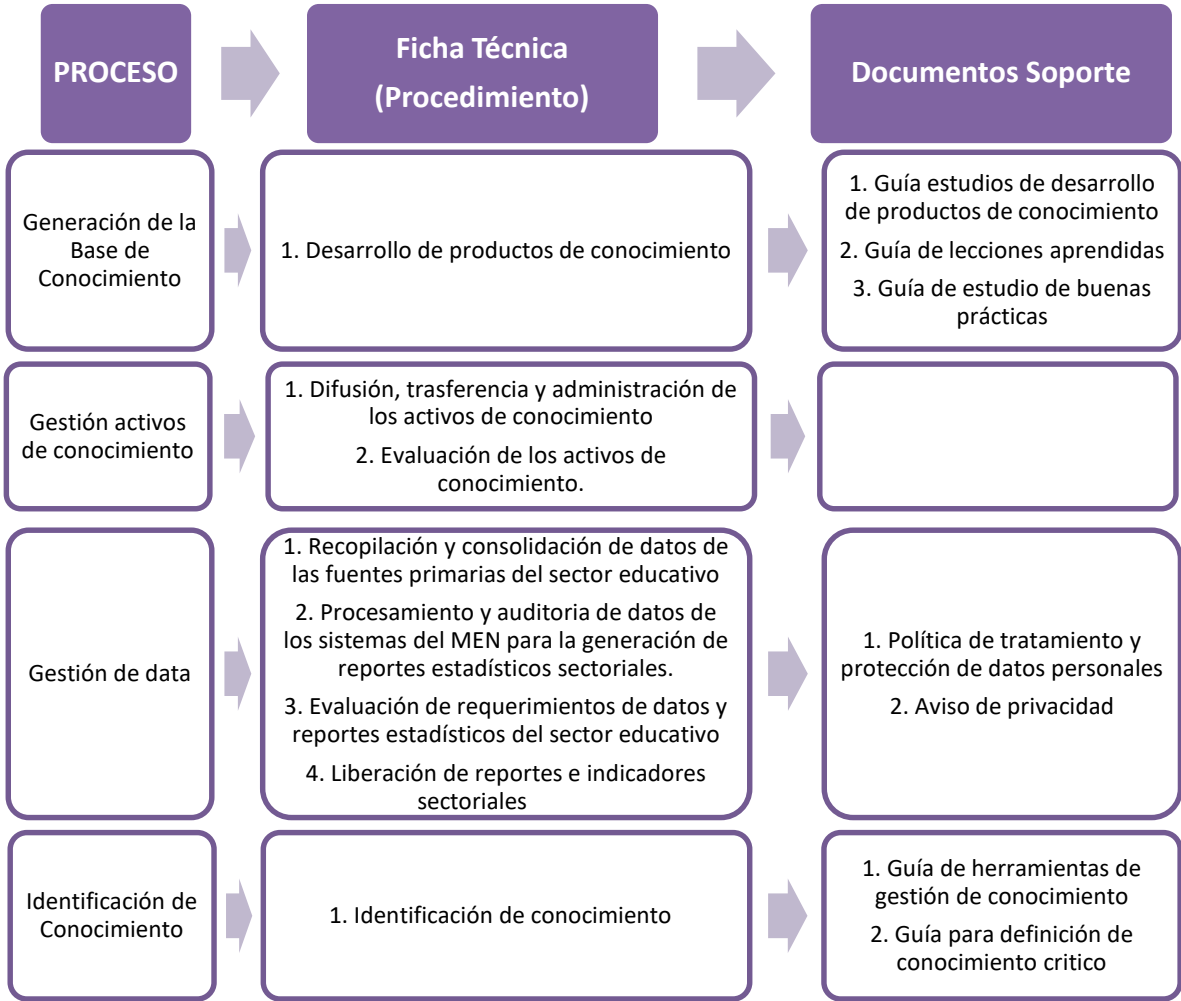 PROCESO
Ficha Técnica
(Procedimiento)
Documentos Soporte
Generación de la
Base de
Conocimiento
1. Desarrollo de productos de conocimiento
1. Guía estudios de desarrollo
de productos de conocimiento
2. Guía de lecciones aprendidas
3. Guía de estudio de buenas
prácticas
Gestión activos
de conocimiento
1. Difusión, trasferencia y administración de
los activos de conocimiento
2. Evaluación de los activos de
conocimiento.
Gestión de data
1. Recopilación y consolidación de datos de
las fuentes primarias del sector educativo
2. Procesamiento y auditoria de datos de
los sistemas del MEN para la generación de
reportes estadísticos sectoriales.
3. Evaluación de requerimientos de datos y
reportes estadísticos del sector educativo
4. Liberación de reportes e indicadores
sectoriales
1. Política de tratamiento y
protección de datos personales
2. Aviso de privacidad
Identificación de
Conocimiento
1. Identificación de conocimiento
1. Guía de herramientas de
gestión de conocimiento
2. Guía para definición de
conocimiento critico